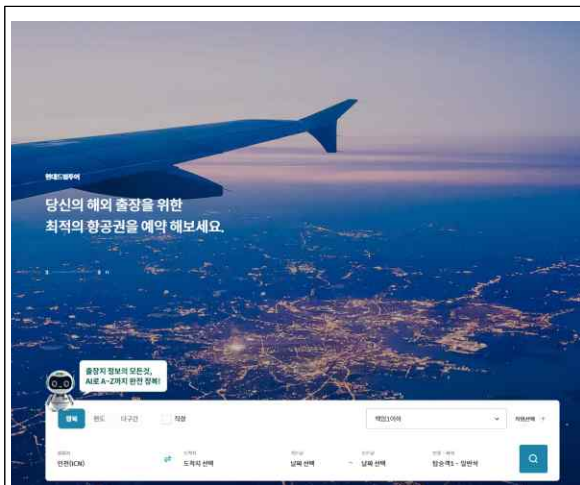 현대드림투어
당신의 해외 출장을 위한
최적의 항공권을 예약 해보세요.
출장지 정보의 모든것,
AI로 A~Z까지 완전 정복!
왕복 편도 다구간 직항
인천(ICN) ⇄ 도착지 선택 날짜 선택 ~ 날짜 선택 탑승객1 - 일반석